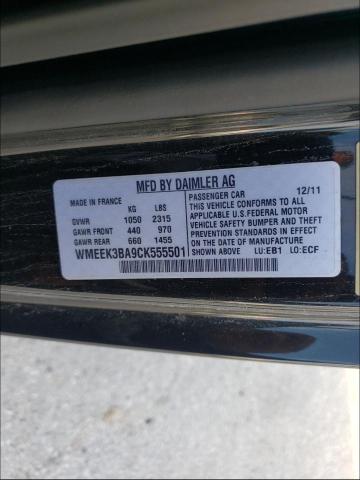 MFD BY DAIMLER AG
MADE IN FRANCE
KG LBS
GVWR 1050 2315
GAWR FRONT 440 970
GAWR REAR 660 1455
WMEEK3BA9CK555501
PASSENGER CAR 12/11
THIS VEHICLE CONFORMS TO ALL
APPLICABLE U.S.FEDERAL MOTOR
VEHICLE SAFETY BUMPER AND THEFT
PREVENTION STANDARDS IN EFFECT
ON THE DATE OF MANUFACTURE
SHOWN ABOVE LU:EB1 LO:ECF